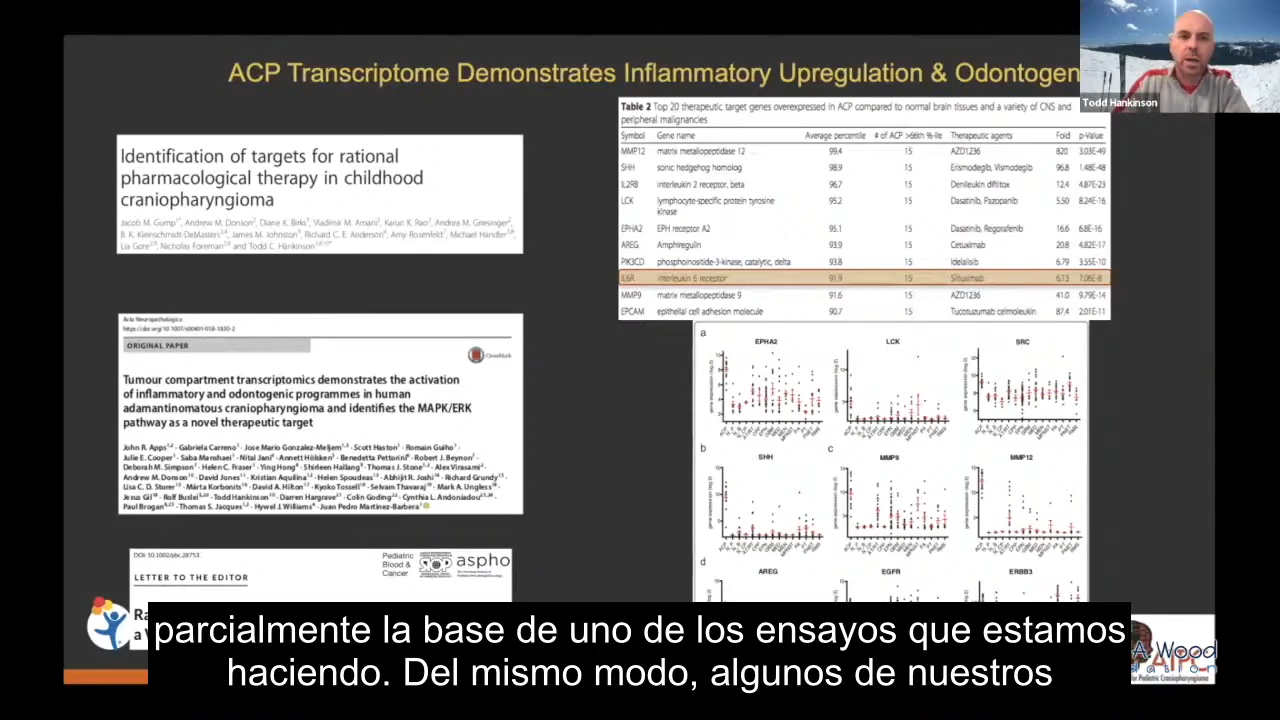 ACP Transcriptome Demonstrates Inflammatory Upregulation & Odontogen
Todd Hankinson
Identification of targets for rational
pharmacological therapy in childhood
craniopharyngioma
Jacob M. Gump, Andrew M. Donson, Diane K. Birks, Vladimir M. Amani, Karun K. Rao, Andrea M. Griesinger,
B. K. Kleinschmidt-DeMasters, James M. Johnston, Richard C. E. Anderson, Amy Rosenfeld, Michael Handler,
Lia Gore, Nicholas Foreman and Todd C. Hankinson
Table 2 Top 20 therapeutic target genes overexpressed in ACP compared to normal brain tissues and a variety of CNS and
peripheral malignancies
Symbol Gene name Average percentile # of ACP >66th %-ile Therapeutic agents Fold p-Value
MMP12 matrix metallopeptidase 12 99.4 15 AZD1236 820 3.03E-49
SHH sonic hedgehog homolog 98.9 15 Erismodegib, Vismodegib 96.8 1.48E-48
IL2RB interleukin 2 receptor, beta 96.7 15 Denileukin diftitox 12.4 4.87E-23
LCK lymphocyte-specific protein tyrosine
kinase 95.2 15 Dasatinib, Pazopanib 5.50 8.24E-16
EPHA2 EPH receptor A2 95.1 15 Dasatinib, Regorafenib 16.6 6.8E-16
AREG Amphiregulin 93.9 15 Cetuximab 20.8 4.82E-17
PIK3CD phosphoinositide-3-kinase, catalytic, delta 93.8 15 Idelalisib 6.79 3.55E-10
IL6R interleukin 6 receptor 91.9 15 Siltuximab 6.13 7.06E-8
MMP9 matrix metallopeptidase 9 91.6 15 AZD1236 41.0 9.79E-14
EPCAM epithelial cell adhesion molecule 90.7 15 Tucotuzumab celmoleukin 87.4 2.01E-11
Acta Neuropathologica
https://doi.org/10.1007/s00401-018-1830-2
ORIGINAL PAPER
CrossMark
Tumour compartment transcriptomics demonstrates the activation
of inflammatory and odontogenic programmes in human
adamantinomatous craniopharyngioma and identifies the MAPK/ERK
pathway as a novel therapeutic target
John R. Apps · Gabriela Carreno · Jose Mario Gonzalez-Meljem · Scott Haston · Romain Guiho ·
Julie E. Cooper · Saba Manshaei · Nital Jani · Annett Hölsken · Benedetta Pettorini · Robert J. Beynon ·
Deborah M. Simpson · Helen C. Fraser · Ying Hong · Shirleen Hallang · Thomas J. Stone · Alex Virasami ·
Andrew M. Donson · David Jones · Kristian Aquilina · Helen Spoudeas · Abhijit R. Joshi · Richard Grundy ·
Lisa C. D. Storer · Márta Korbonits · David A. Hilton · Kyoko Tossell · Selvam Thavaraj · Mark A. Ungless ·
Jesus Gil · Rolf Buslei · Todd Hankinson · Darren Hargrave · Colin Goding · Cynthia L. Andoniadou ·
Paul Brogan · Thomas S. Jacques · Hywel J. Williams · Juan Pedro Martinez-Barbera
a
EPHA2
LCK
SRC
gene expression (log 2)
b
SHH
c
MMP9
MMP12
d
AREG
EGFR
ERBB3
DOI: 10.1002/pbc.28753
LETTER TO THE EDITOR
Pediatric
Blood &
Cancer
aspho
parcialmente la base de uno de los ensayos que estamos
haciendo. Del mismo modo, algunos de nuestros